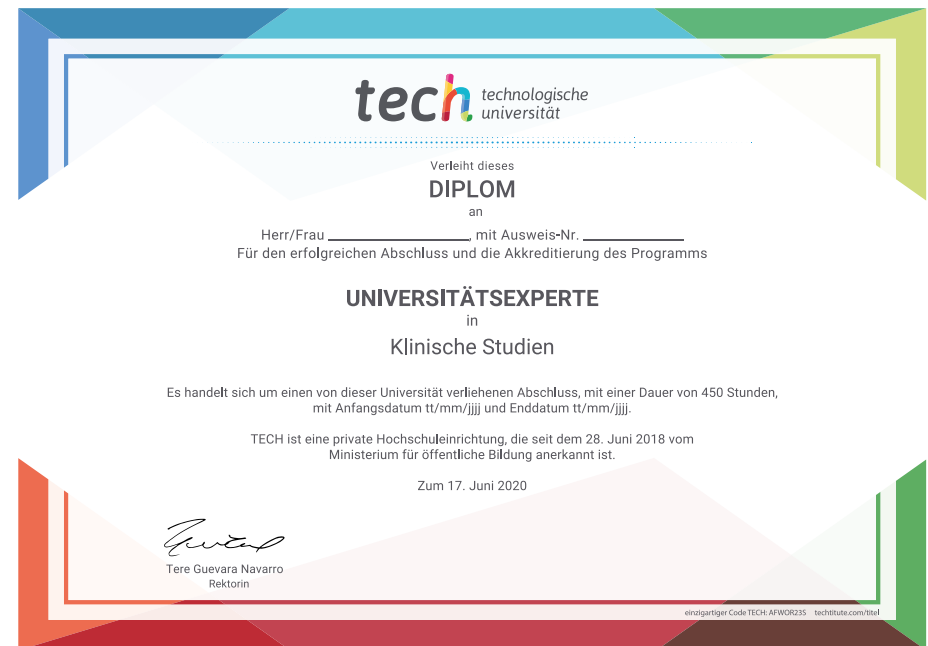 tech technologische
universität
Verleiht dieses
DIPLOM
an
Herr/Frau ____________________, mit Ausweis-Nr. ______________
Für den erfolgreichen Abschluss und die Akkreditierung des Programms
UNIVERSITÄTSEXPERTE
in
Klinische Studien
Es handelt sich um einen von dieser Universität verliehenen Abschluss, mit einer Dauer von 450 Stunden,
mit Anfangsdatum tt/mm/jjjj und Enddatum tt/mm/jjjj.
TECH ist eine private Hochschuleinrichtung, die seit dem 28. Juni 2018 vom
Ministerium für öffentliche Bildung anerkannt ist.
Zum 17. Juni 2020
Tere Guevara Navarro
Rektorin
einzigartiger Code TECH: AFWOR23S techtitute.com/titel